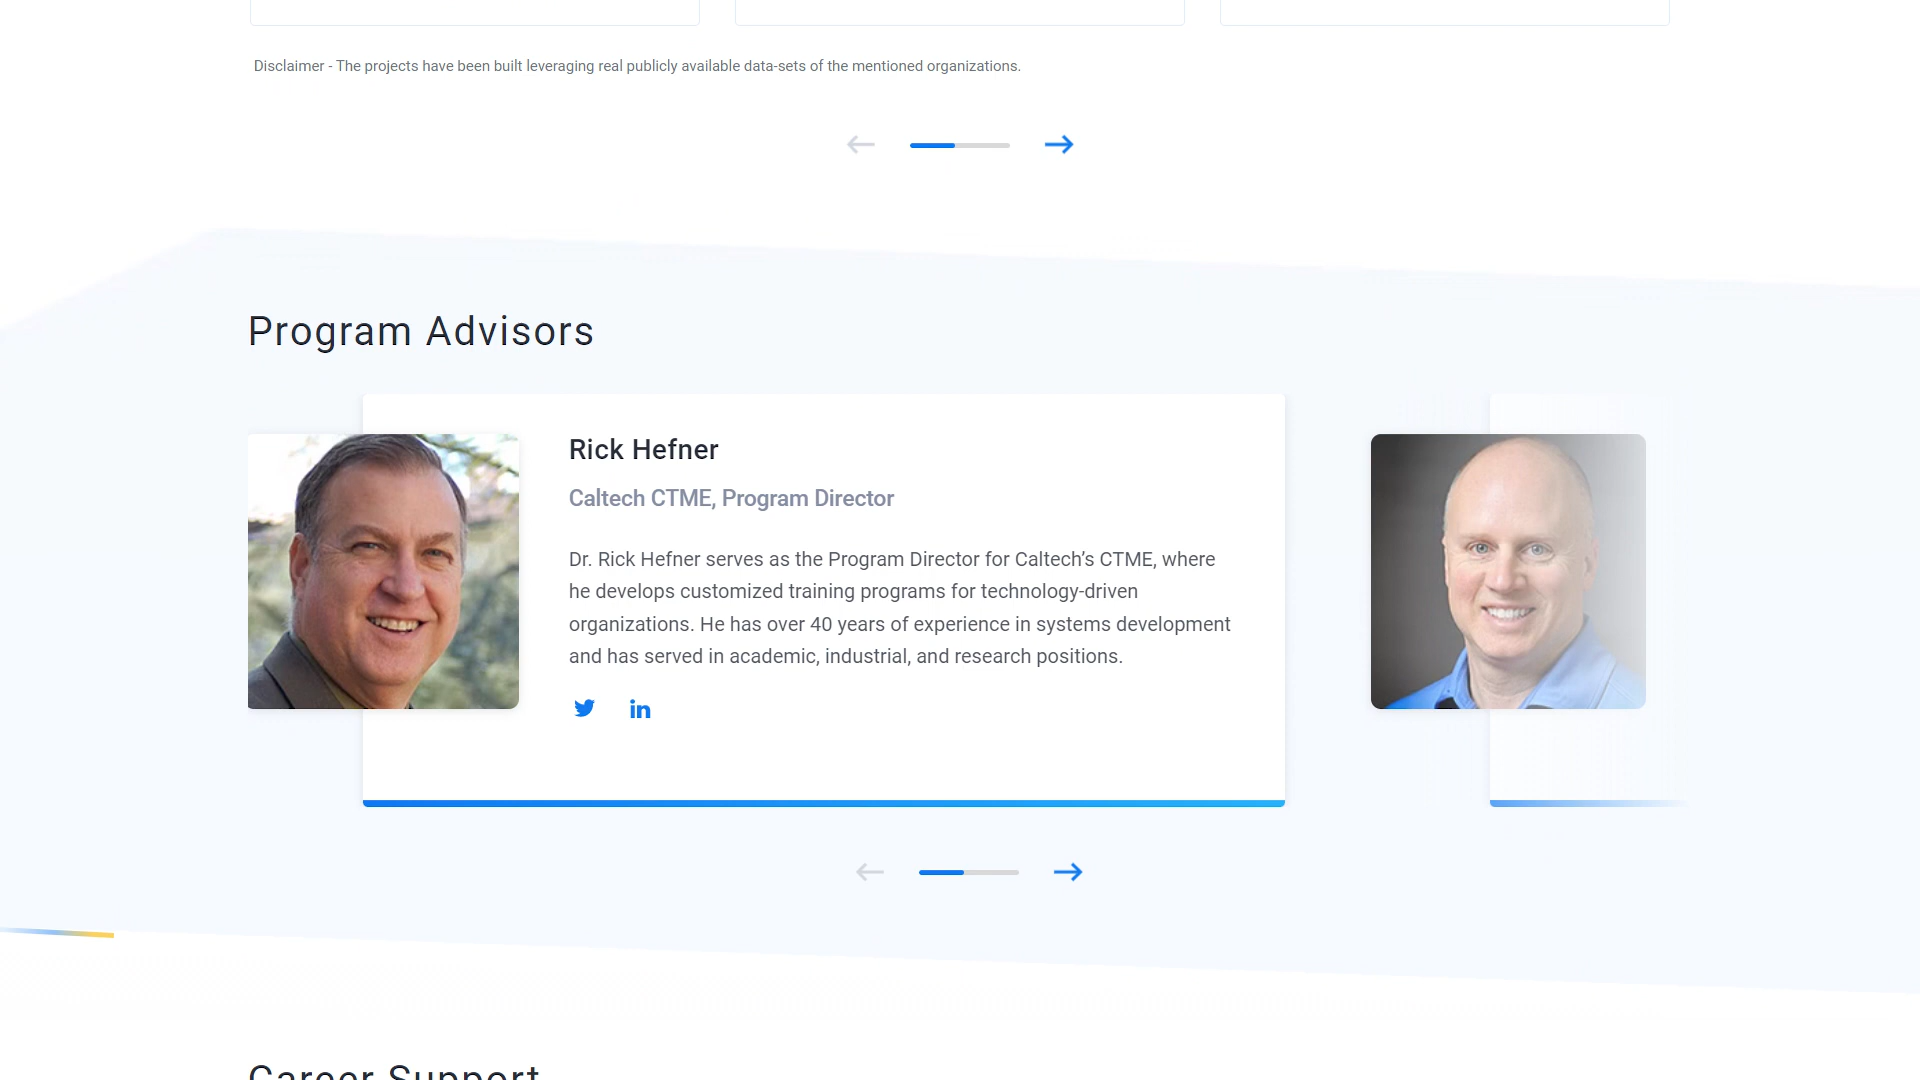 Disclaimer - The projects have been built leveraging real publicly available data-sets of the mentioned organizations.
Program Advisors
Rick Hefner
Caltech CTME, Program Director
Dr. Rick Hefner serves as the Program Director for Caltech’s CTME, where
he develops customized training programs for technology-driven
organizations. He has over 40 years of experience in systems development
and has served in academic, industrial, and research positions.
in
Career Support